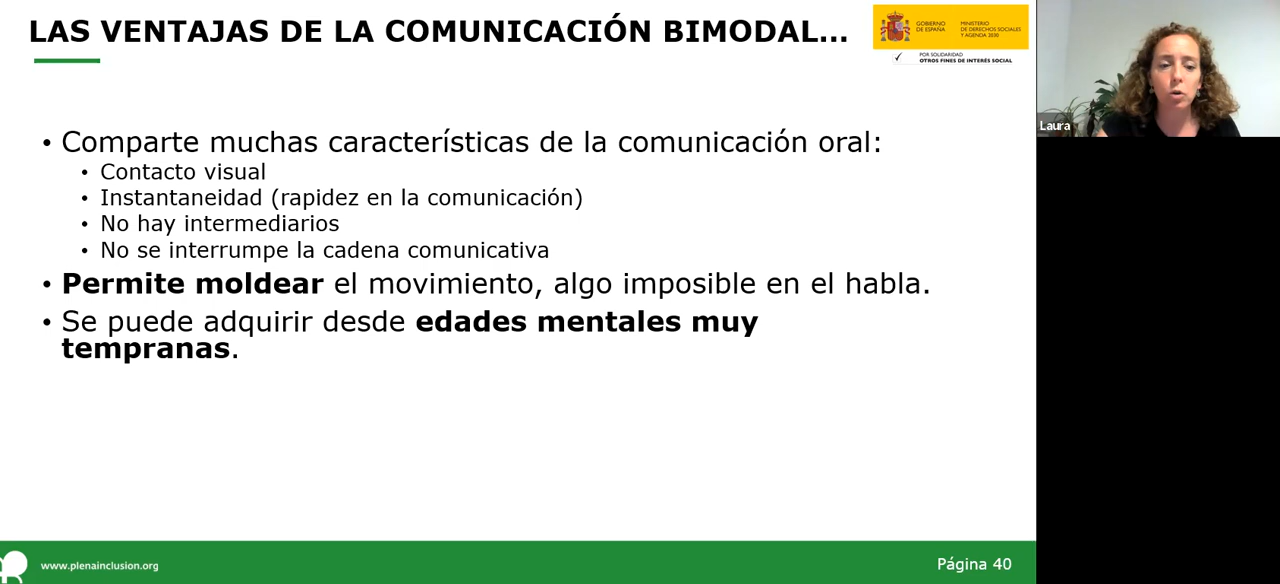 LAS VENTAJAS DE LA COMUNICACIÓN BIMODAL...
GOBIERNO
DE ESPAÑA
MINISTERIO
DE DERECHOS SOCIALES
Y AGENDA 2030
POR SOLIDARIDAD
OTROS FINES DE INTERÉS SOCIAL
Laura
• Comparte muchas características de la comunicación oral:
• Contacto visual
• Instantaneidad (rapidez en la comunicación)
• No hay intermediarios
• No se interrumpe la cadena comunicativa
• Permite moldear el movimiento, algo imposible en el habla.
• Se puede adquirir desde edades mentales muy
tempranas.
www.plenainclusion.org
Página 40